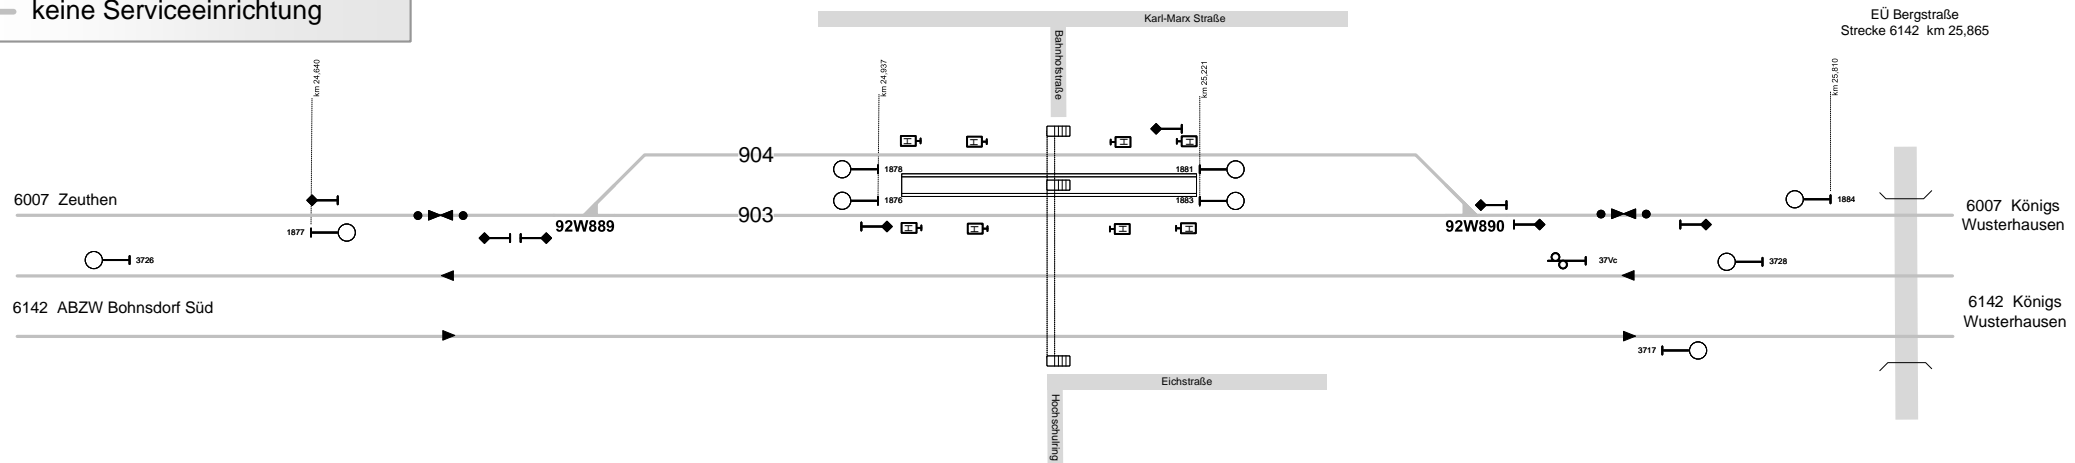 keine Serviceeinrichtung
Karl-Marx Straße
EÜ Bergstraße
Strecke 6142 km 25,865
Bahnhofstraße
km 24,640
km 24,937
km 25,221
km 25,810
904
1878
1881
6007 Zeuthen
1876
1883
1884
6007 Königs
Wusterhausen
903
92W889
92W890
1877
3726
37Vc
3728
6142 ABZW Bohnsdorf Süd
6142 Königs
Wusterhausen
3717
Eichstraße
Hochschulring